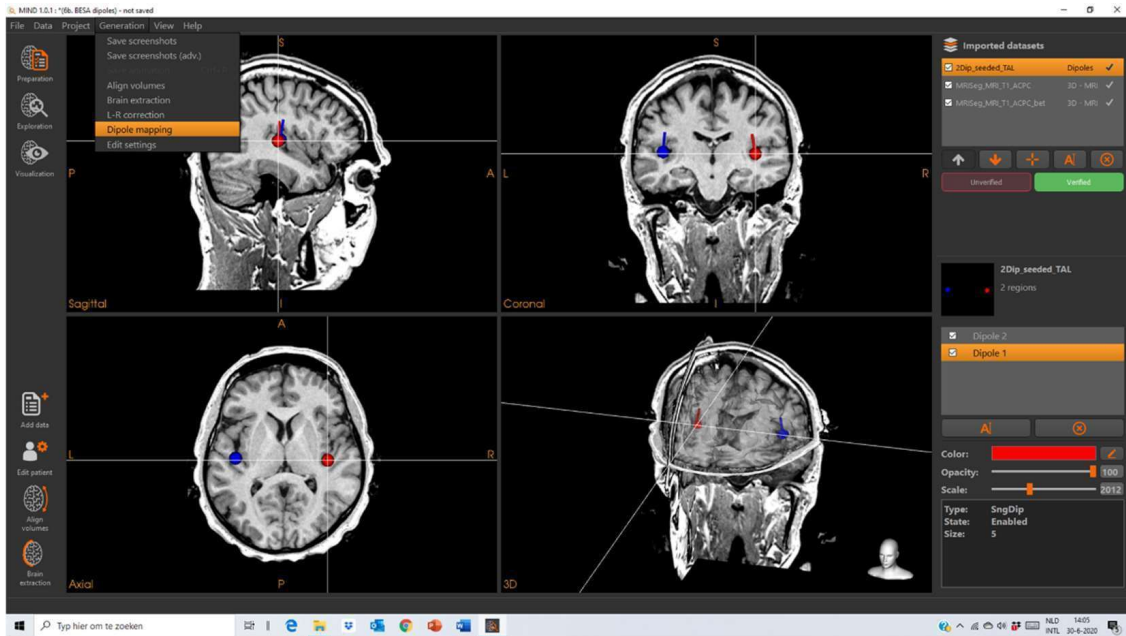 MIND 1.0.1 : *(6b. BESA dipoles) - not saved
File Data Project Generation View Help
Save screenshots
Save screenshots (adv.)
Align volumes
Brain extraction
L-R correction
Dipole mapping
Edit settings
Preparation
Exploration
Visualization
Add data
Edit patient
Align
volumes
Brain
extraction
S
P
A
Sagittal
I
S
L
R
Coronal
I
A
L
R
Axial
P
3D
Imported datasets
2Dip_seeded_TAL Dipoles
MRISeg_MRI_T1_ACPC 3D - MRI
MRISeg_MRI_T1_ACPC_bet 3D - MRI
A
Unverified Verified
2Dip_seeded_TAL
2 regions
Dipole 2
Dipole 1
A
Color:
Opacity: 100
Scale: 2012
Type: SngDip
State: Enabled
Size: 5
Typ hier om te zoeken
NLD 14:05
INTL 30-6-2020